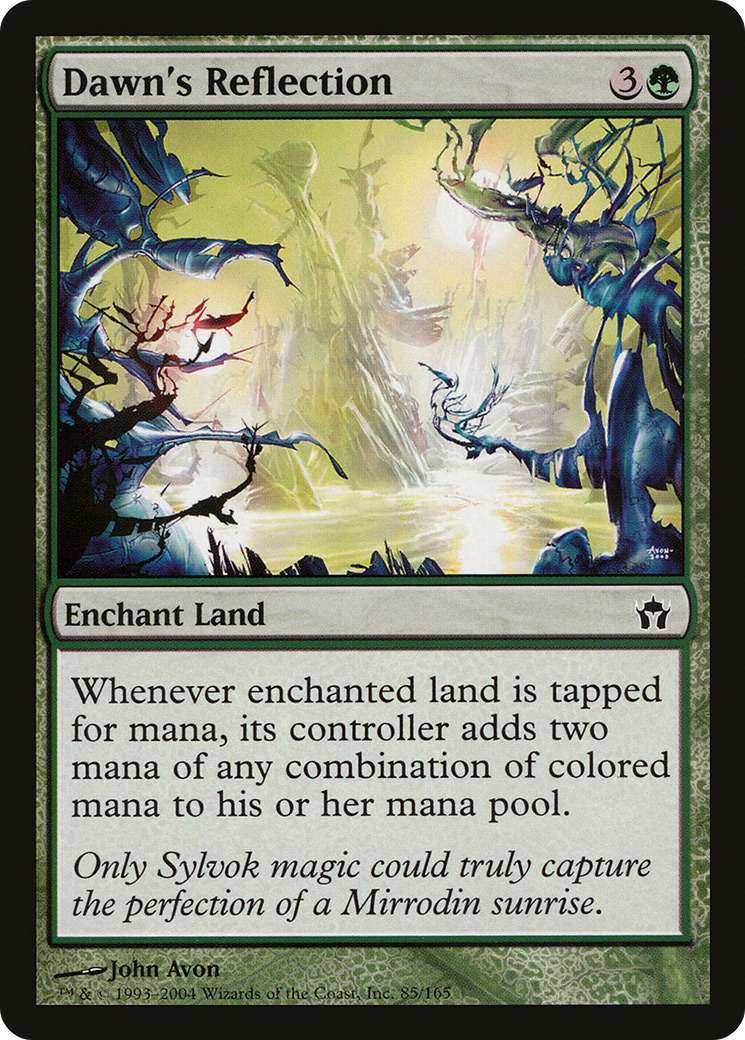 Dawn's Reflection
3
AVON-
2003
Enchant Land
Whenever enchanted land is tapped
for mana, its controller adds two
mana of any combination of colored
mana to his or her mana pool.
Only Sylvok magic could truly capture
the perfection of a Mirrodin sunrise.
John Avon
™ & © 1993–2004 Wizards of the Coast, Inc. 85/165